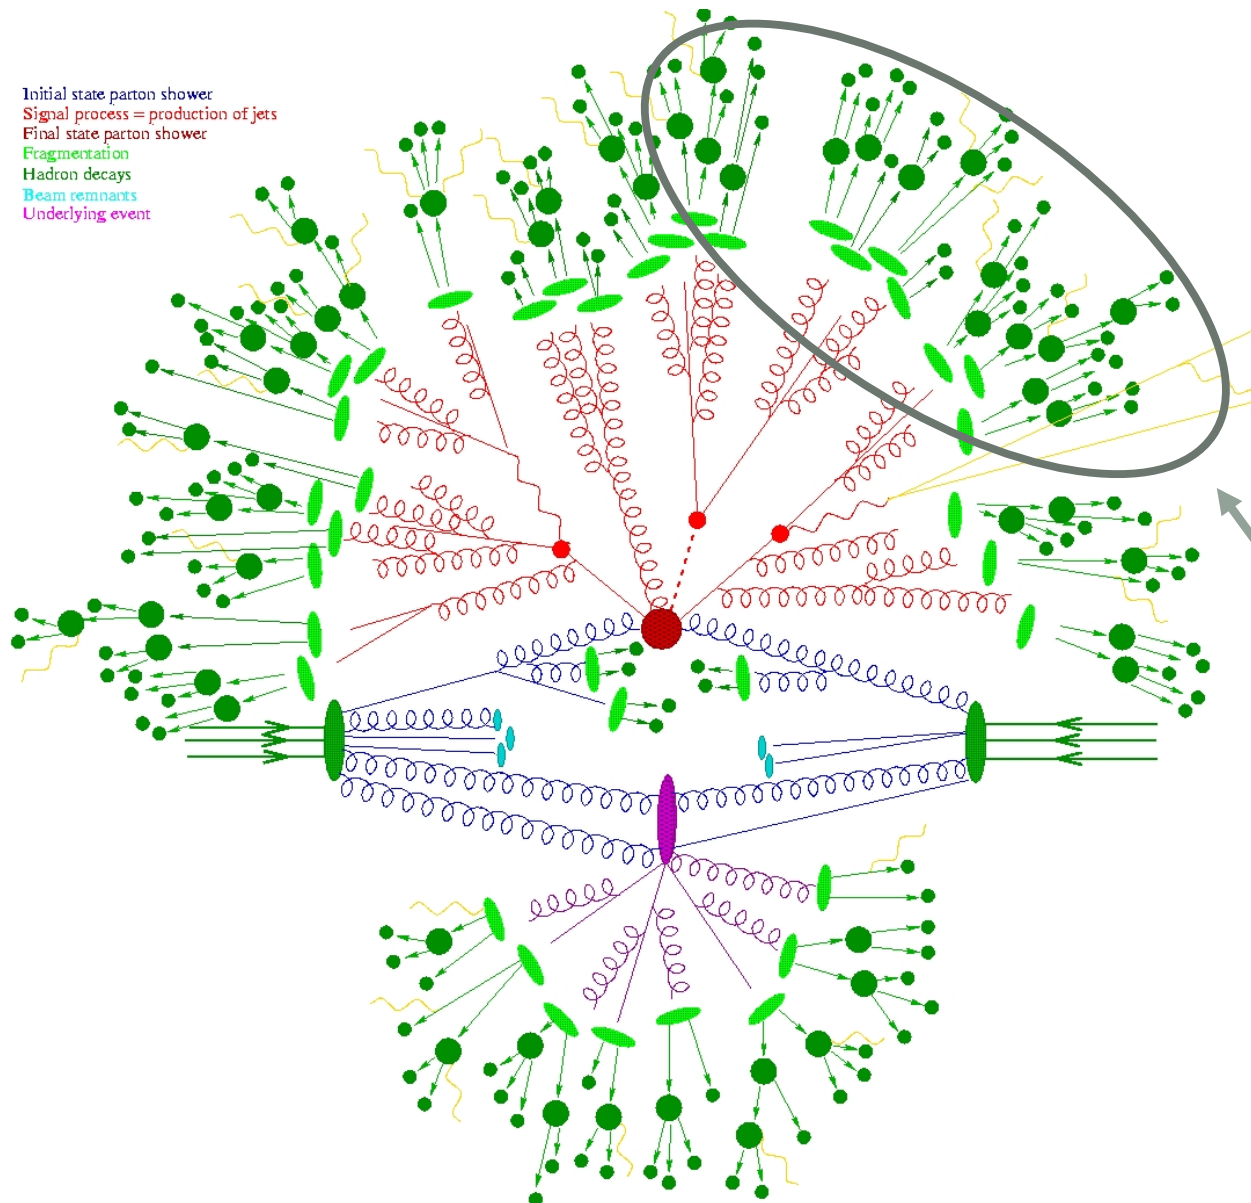 Initial state parton shower
Signal process = production of jets
Final state parton shower
Fragmentation
Hadron decays
Beam remnants
Underlying event